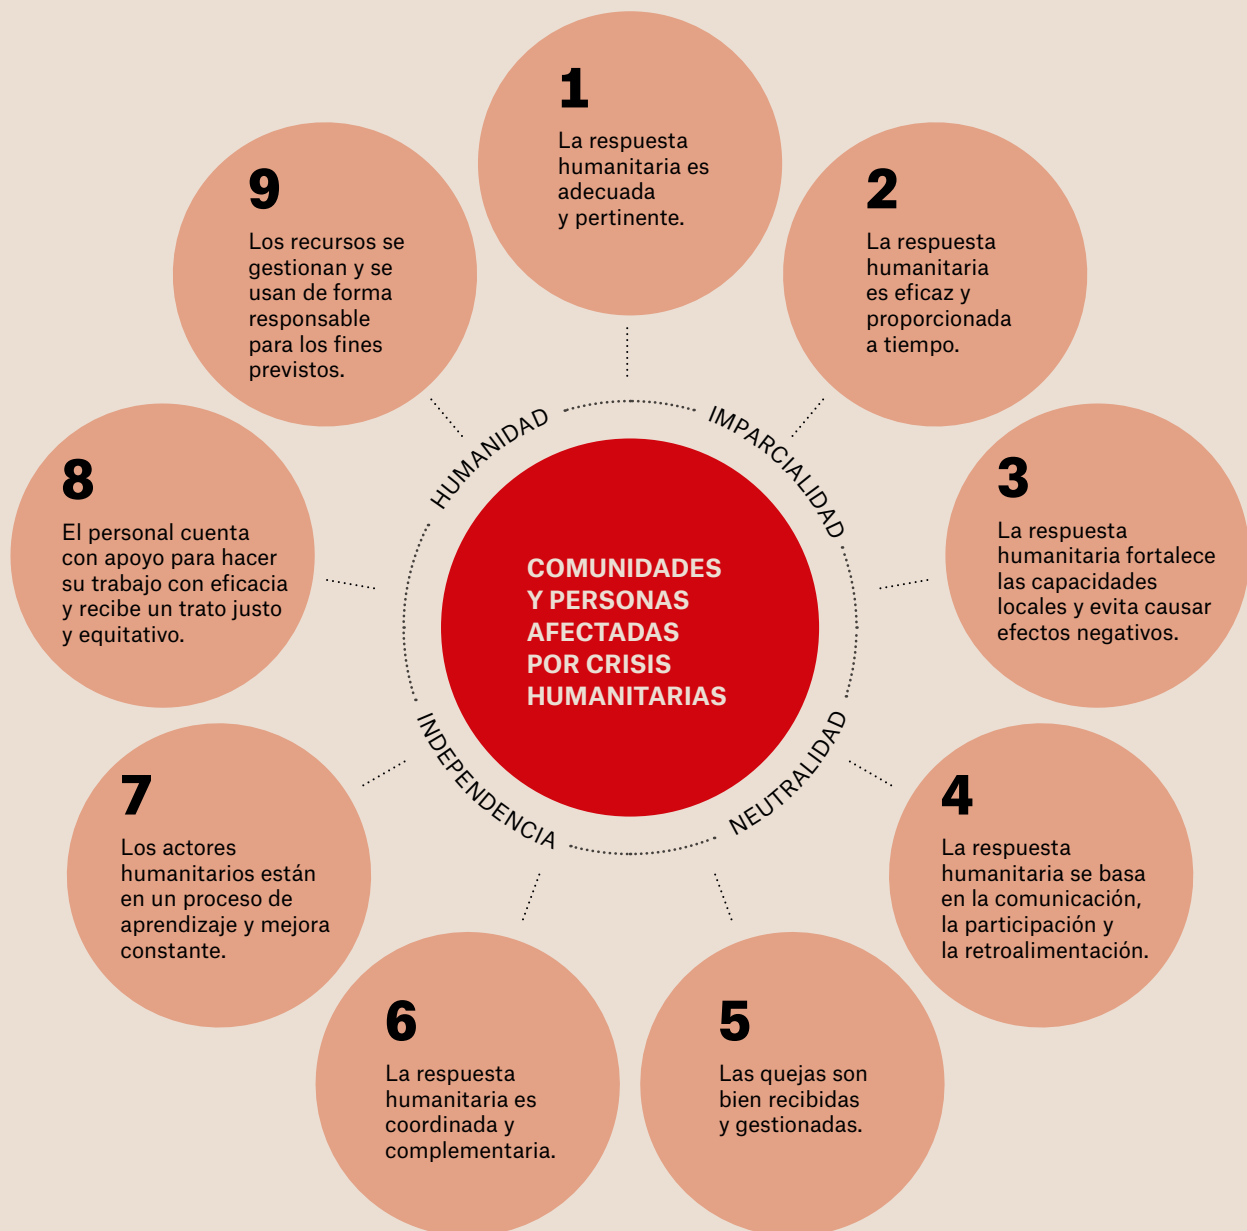 1
La respuesta
humanitaria es
adecuada
y pertinente.
2
La respuesta
humanitaria
es eficaz y
proporcionada
a tiempo.
3
La respuesta
humanitaria fortalece
las capacidades
locales y evita causar
efectos negativos.
4
La respuesta
humanitaria se basa
en la comunicación,
la participación y
la retroalimentación.
5
Las quejas son
bien recibidas
y gestionadas.
6
La respuesta
humanitaria es
coordinada y
complementaria.
7
Los actores
humanitarios están
en un proceso de
aprendizaje y mejora
constante.
8
El personal cuenta
con apoyo para hacer
su trabajo con eficacia
y recibe un trato justo
y equitativo.
9
Los recursos se
gestionan y se
usan de forma
responsable
para los fines
previstos.
HUMANIDAD
IMPARCIALIDAD
NEUTRALIDAD
INDEPENDENCIA
COMUNIDADES
Y PERSONAS
AFECTADAS
POR CRISIS
HUMANITARIAS